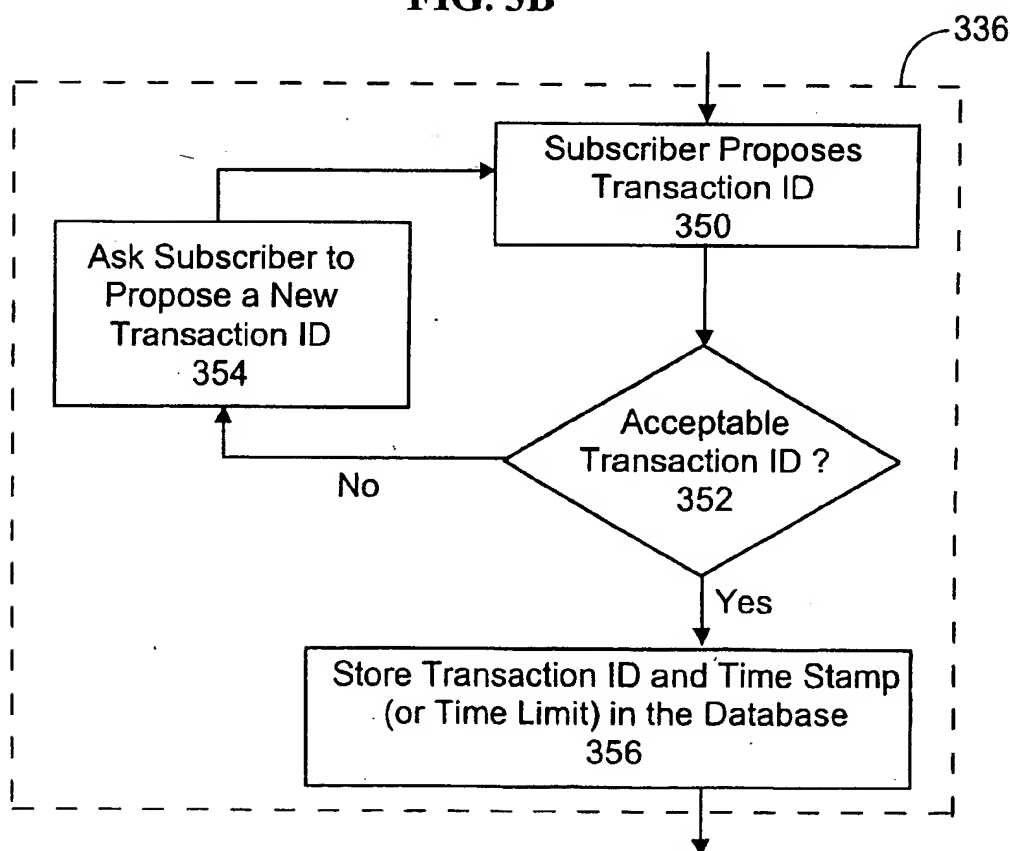 336
Subscriber Proposes
Transaction ID
350
Ask Subscriber to
Propose a New
Transaction ID
354
Acceptable
Transaction ID ?
352
No
Yes
Store Transaction ID and Time Stamp
(or Time Limit) in the Database
356